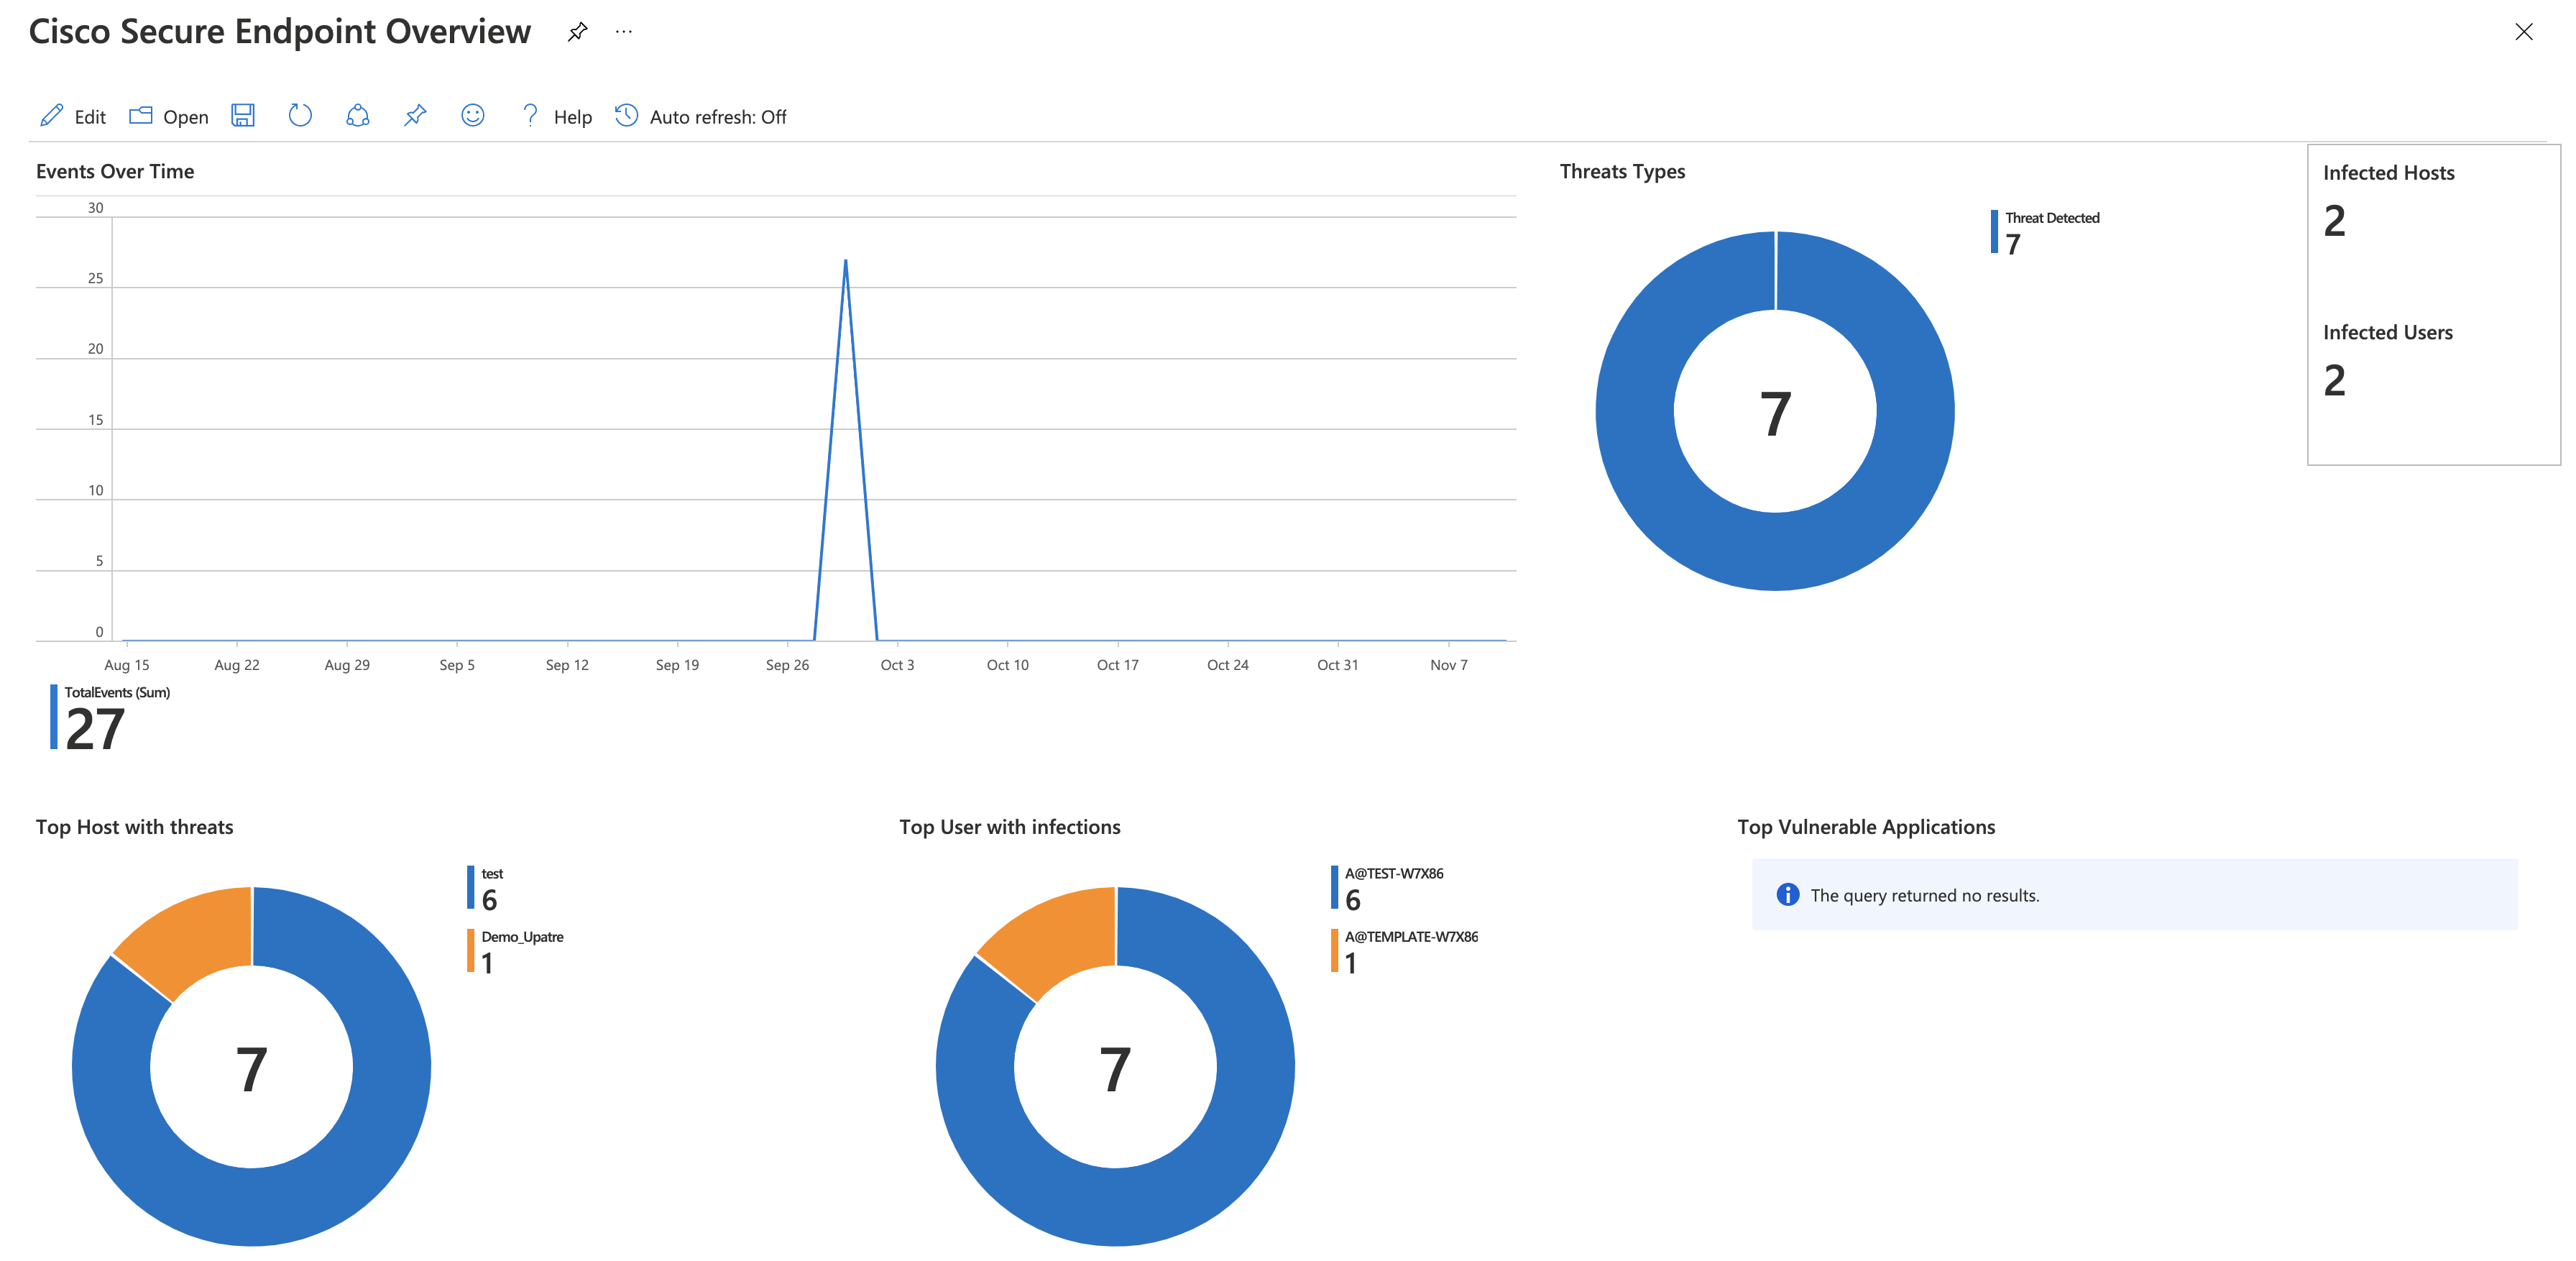 Cisco Secure Endpoint Overview
Edit Open Help Auto refresh: Off
Events Over Time
30
25
20
15
10
5
0
Aug 15 Aug 22 Aug 29 Sep 5 Sep 12 Sep 19 Sep 26 Oct 3 Oct 10 Oct 17 Oct 24 Oct 31 Nov 7
TotalEvents (Sum)
27
Threats Types
7
Threat Detected
7
Infected Hosts
2
Infected Users
2
Top Host with threats
7
test
6
Demo_Upatre
1
Top User with infections
7
A@TEST-W7X86
6
A@TEMPLATE-W7X86
1
Top Vulnerable Applications
The query returned no results.